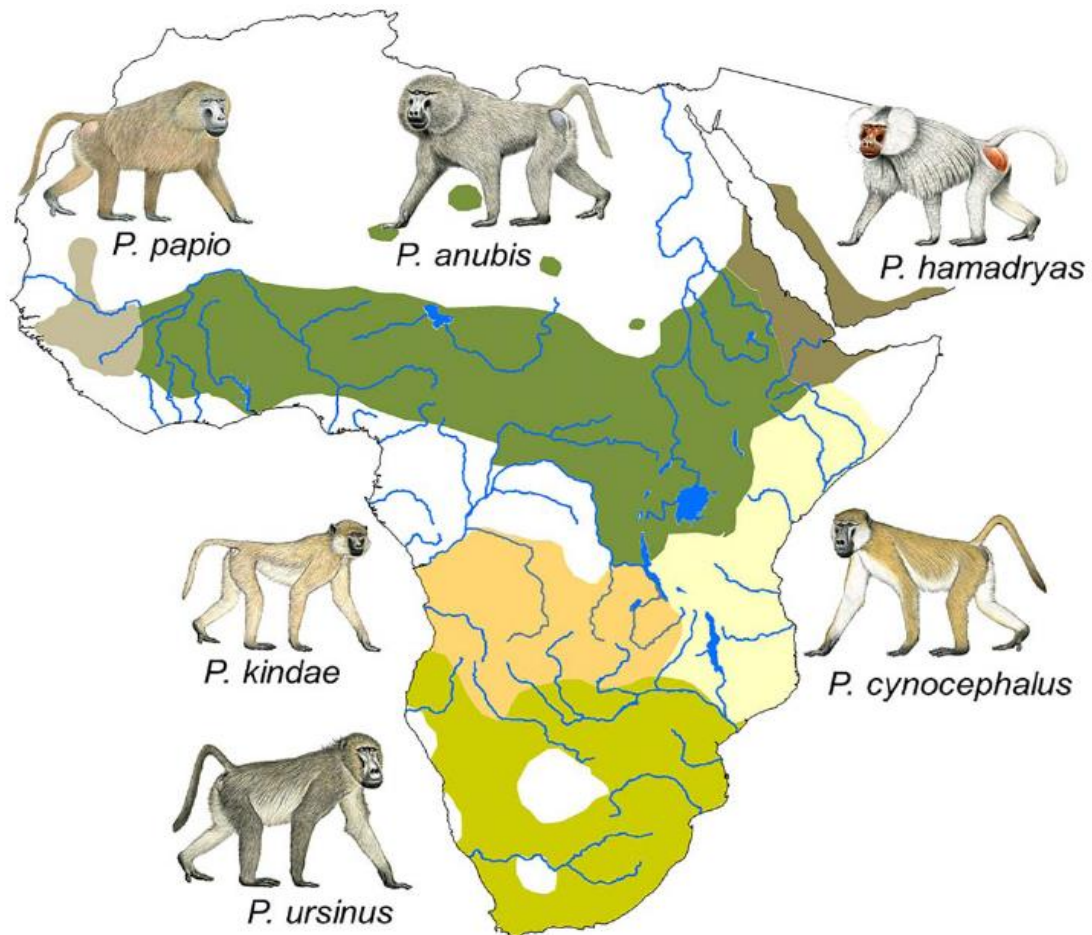 P. papio
P. anubis
P. hamadryas
P. kindae
P. cynocephalus
P. ursinus